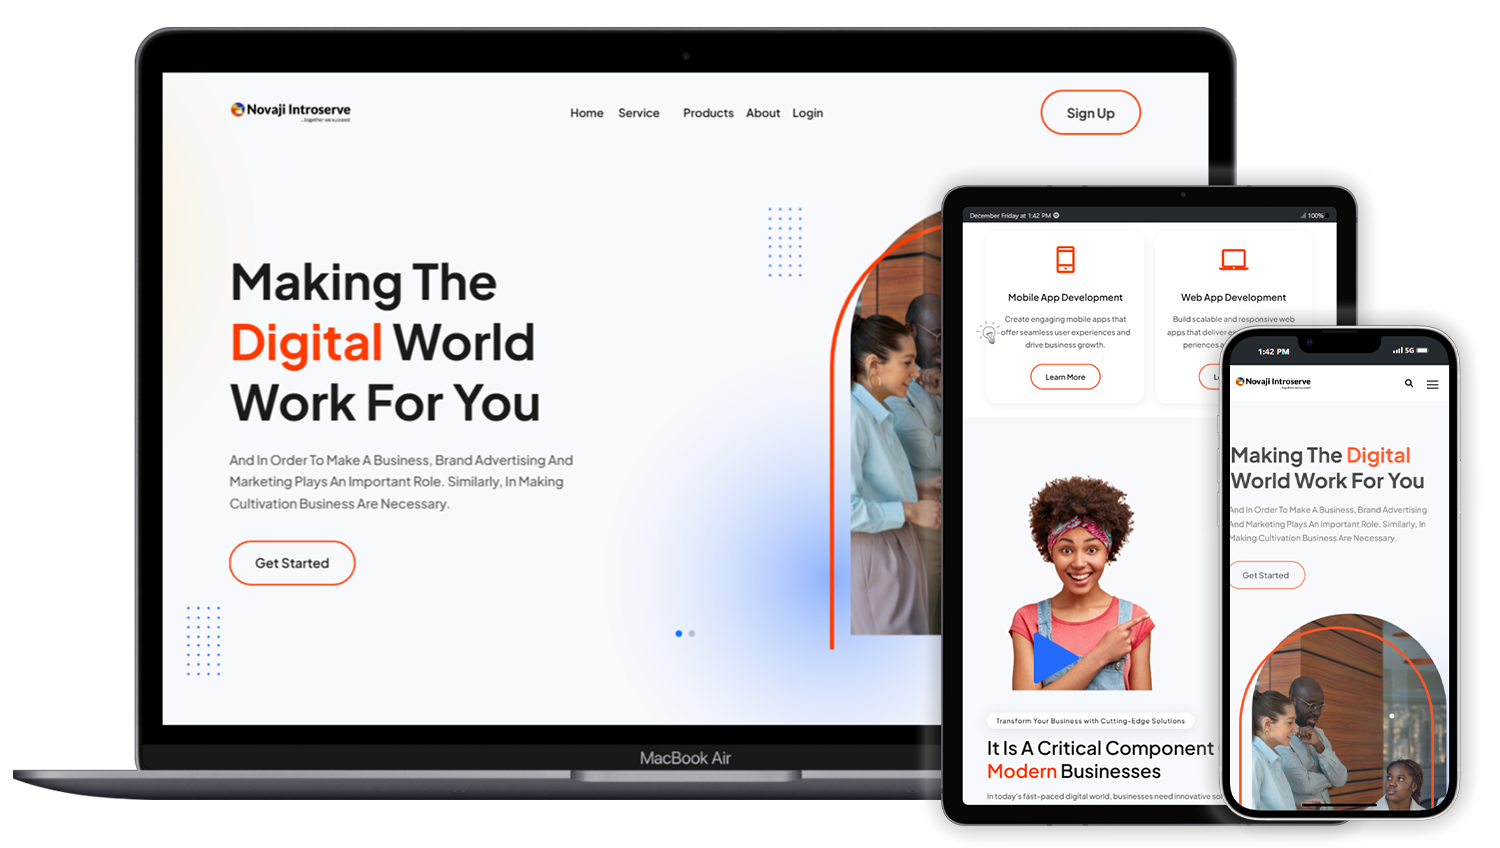 Novaji Introserve
...together we succeed
Home Service Products About Login
Sign Up
Making The
Digital World
Work For You
And In Order To Make A Business, Brand Advertising And
Marketing Plays An Important Role. Similarly, In Making
Cultivation Business Are Necessary.
Get Started
MacBook Air
December Friday at 1:42 PM
100%
Mobile App Development
Create engaging mobile apps that
offer seamless user experiences and
drive business growth.
Learn More
Web App Development
Build scalable and responsive web
apps that deliver
Transform Your Business with Cutting-Edge Solutions
It Is A Critical Component
Modern Businesses
In today's fast-paced digital world, businesses need innovative
1:42 PM
5G
Novaji Introserve
Making The Digital
World Work For You
And In Order To Make A Business, Brand Advertising
And Marketing Plays An Important Role. Similarly, In
Making Cultivation Business Are Necessary.
Get Started